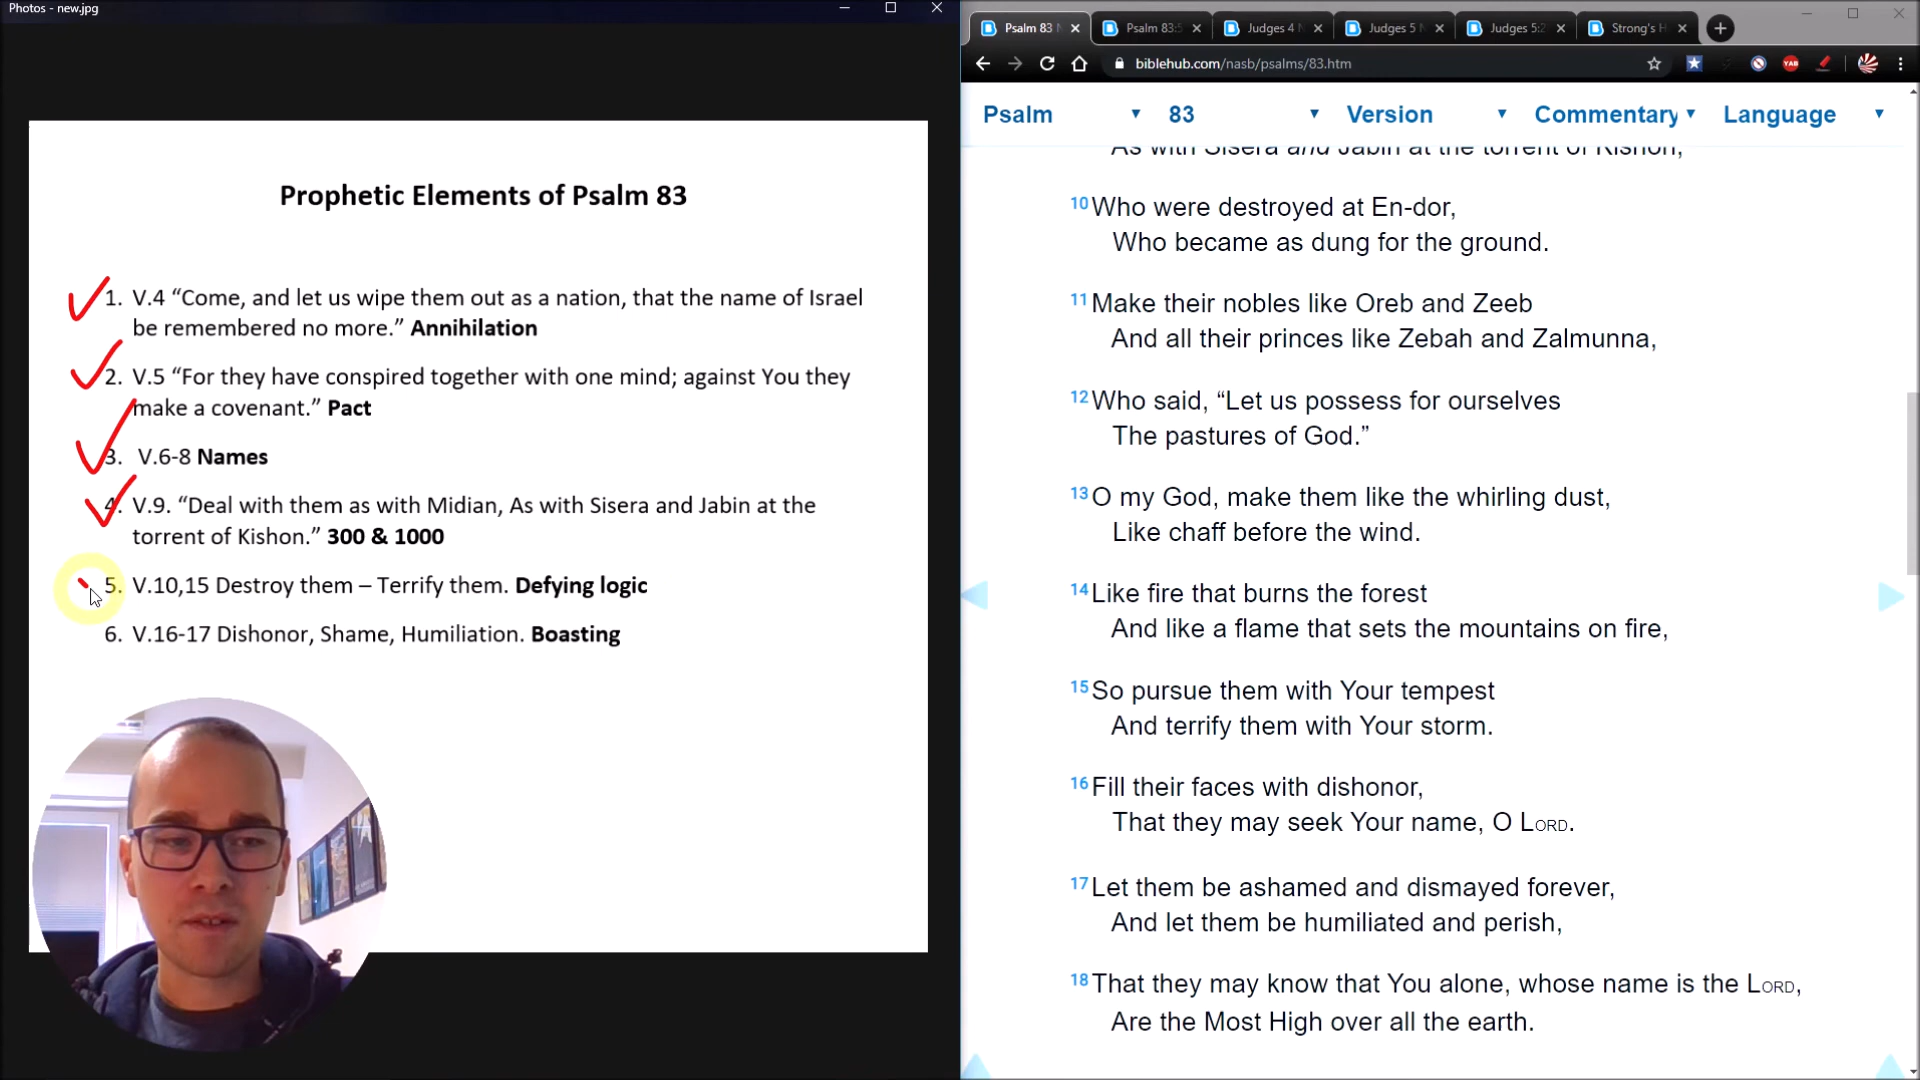 Photos - new.jpg
Prophetic Elements of Psalm 83
1. V.4 “Come, and let us wipe them out as a nation, that the name of Israel
be remembered no more.” Annihilation
2. V.5 “For they have conspired together with one mind; against You they
make a covenant.” Pact
3. V.6-8 Names
4. V.9. “Deal with them as with Midian, As with Sisera and Jabin at the
torrent of Kishon.” 300 & 1000
5. V.10,15 Destroy them – Terrify them. Defying logic
6. V.16-17 Dishonor, Shame, Humiliation. Boasting
Psalm 83 Psalm 83:5 Judges 4 Judges 5 Judges 5:2 Strong's H
biblehub.com/nasb/psalms/83.htm
YAB
Psalm 83 Version Commentary Language
As with Sisera and Jabin at the torrent of Kishon,
10 Who were destroyed at En-dor,
Who became as dung for the ground.
11 Make their nobles like Oreb and Zeeb
And all their princes like Zebah and Zalmunna,
12 Who said, “Let us possess for ourselves
The pastures of God.”
13 O my God, make them like the whirling dust,
Like chaff before the wind.
14 Like fire that burns the forest
And like a flame that sets the mountains on fire,
15 So pursue them with Your tempest
And terrify them with Your storm.
16 Fill their faces with dishonor,
That they may seek Your name, O LORD.
17 Let them be ashamed and dismayed forever,
And let them be humiliated and perish,
18 That they may know that You alone, whose name is the LORD,
Are the Most High over all the earth.